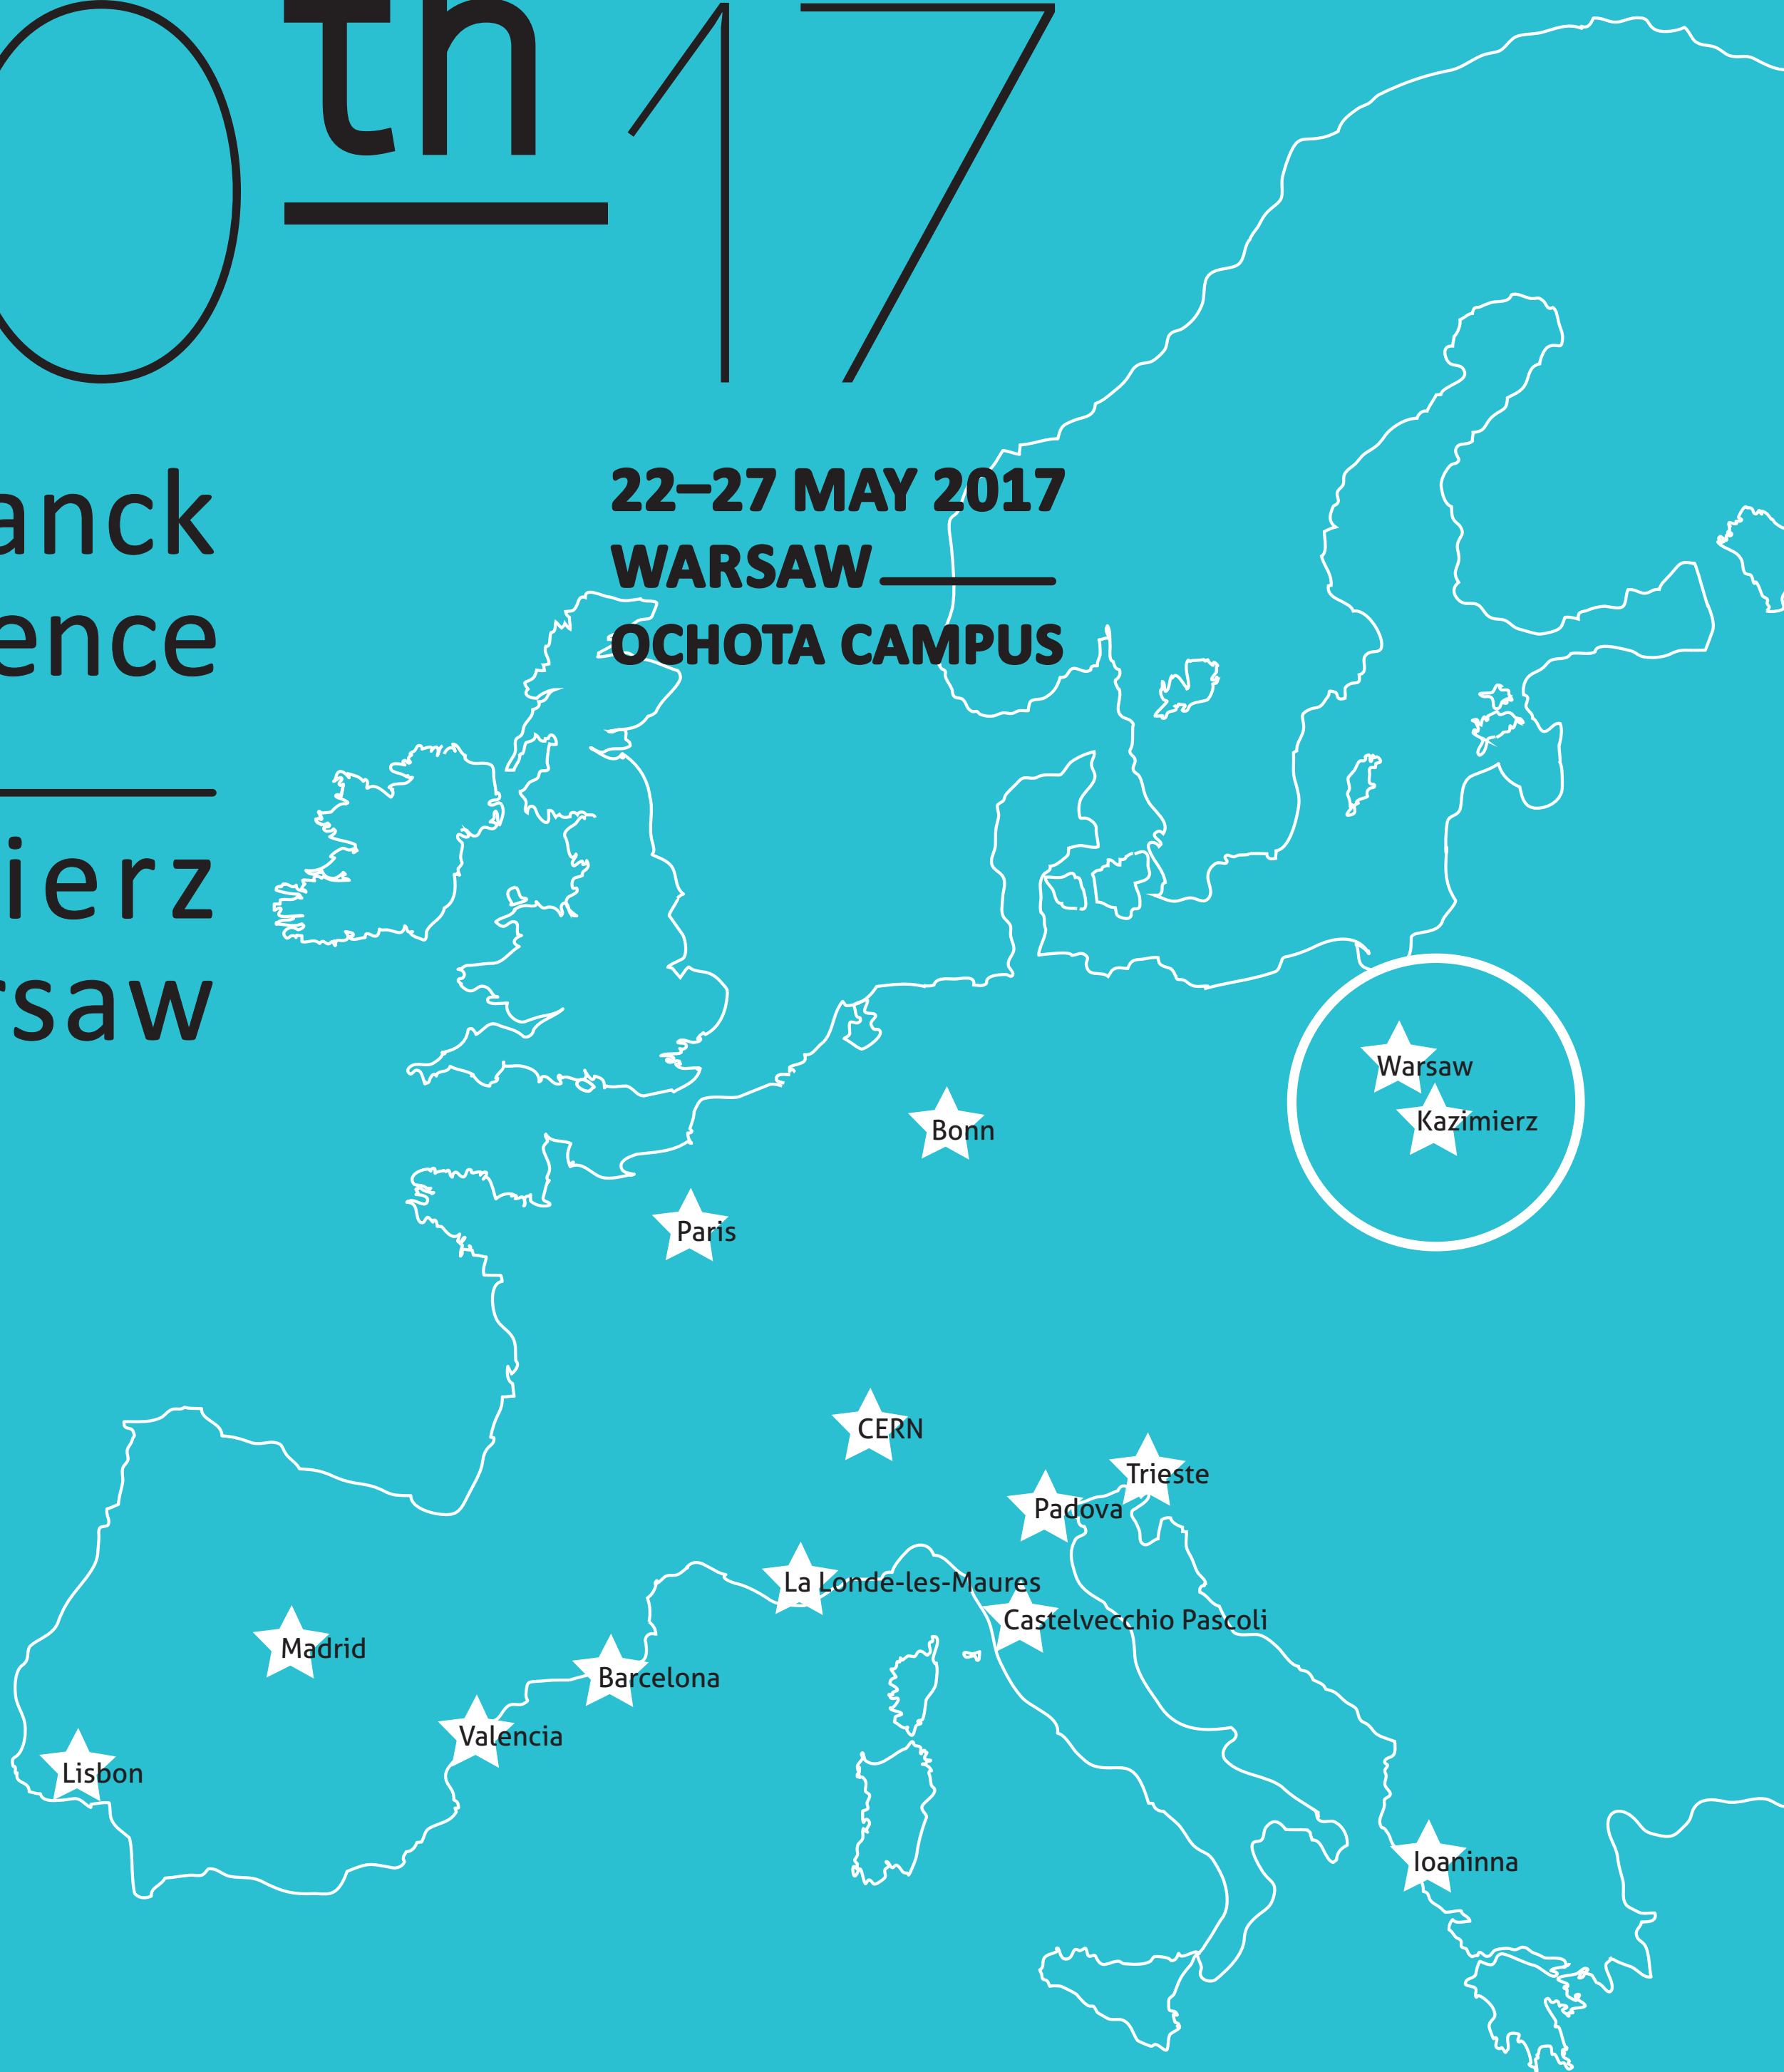 0th 17
anck
ence
ierz
rsaw
22–27 MAY 2017
WARSAW
OCHOTA CAMPUS
Warsaw
Kazimierz
Bonn
Paris
CERN
Trieste
Padova
La Londe-les-Maures
Castelvecchio Pascoli
Madrid
Barcelona
Valencia
Lisbon
Ioaninna